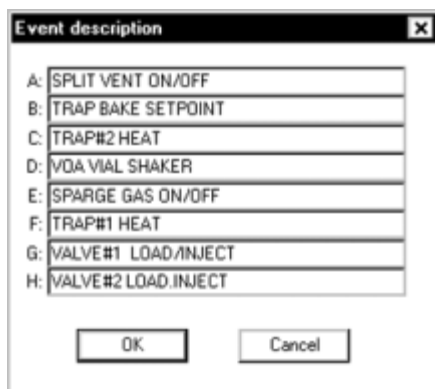 Event description
A: SPLIT VENT ON/OFF
B: TRAP BAKE SETPOINT
C: TRAP#2 HEAT
D: VOA VIAL SHAKER
E: SPARGE GAS ON/OFF
F: TRAP#1 HEAT
G: VALVE#1 LOAD/INJECT
H: VALVE#2 LOAD.INJECT
OK Cancel